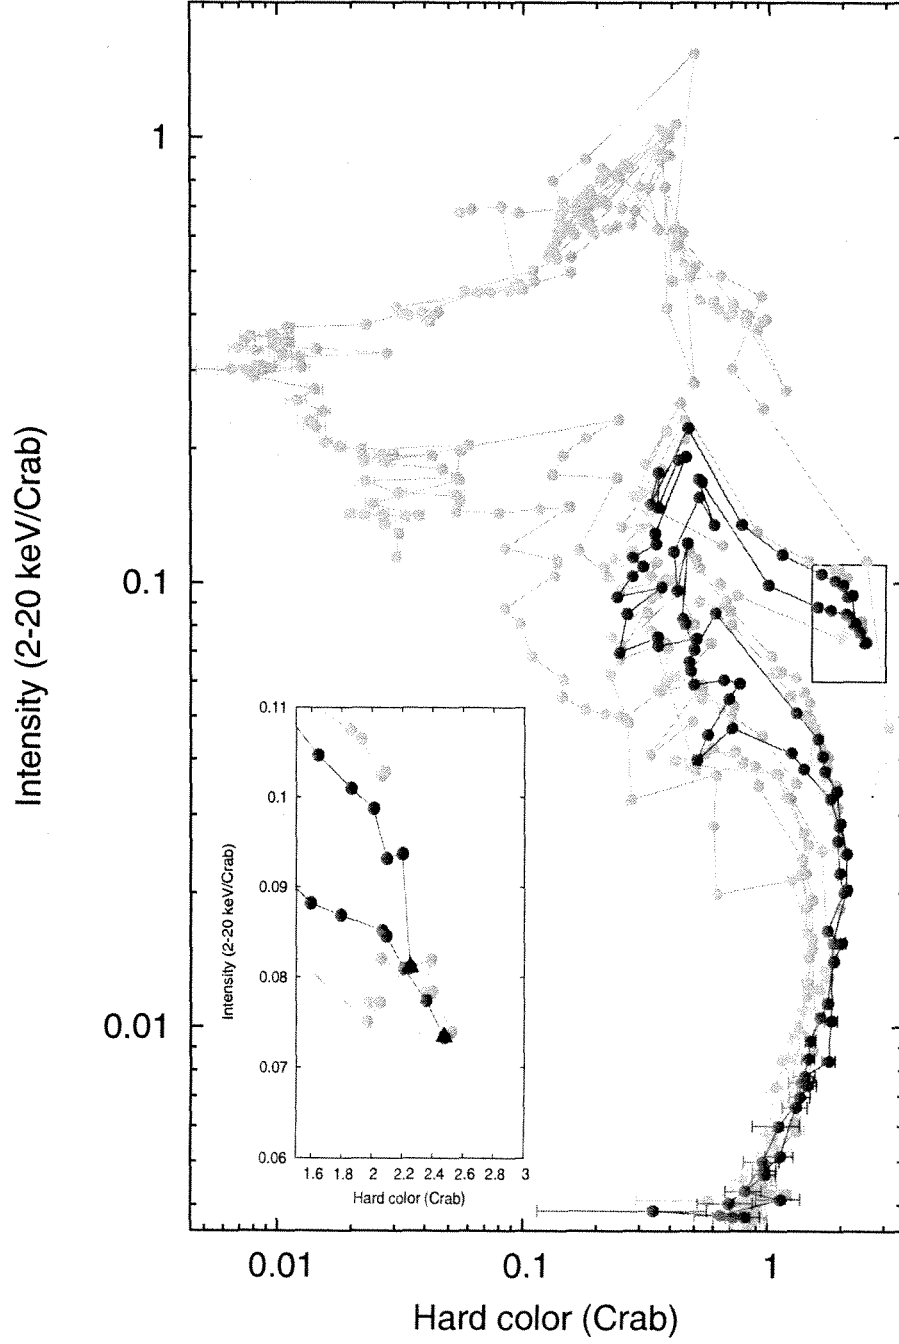 1
0.1
0.01
Intensity (2-20 keV/Crab)
0.01
0.1
1
Hard color (Crab)
0.11
0.1
0.09
0.08
0.07
0.06
Intensity (2-20 keV/Crab)
1.6 1.8 2 2.2 2.4 2.6 2.8 3
Hard color (Crab)